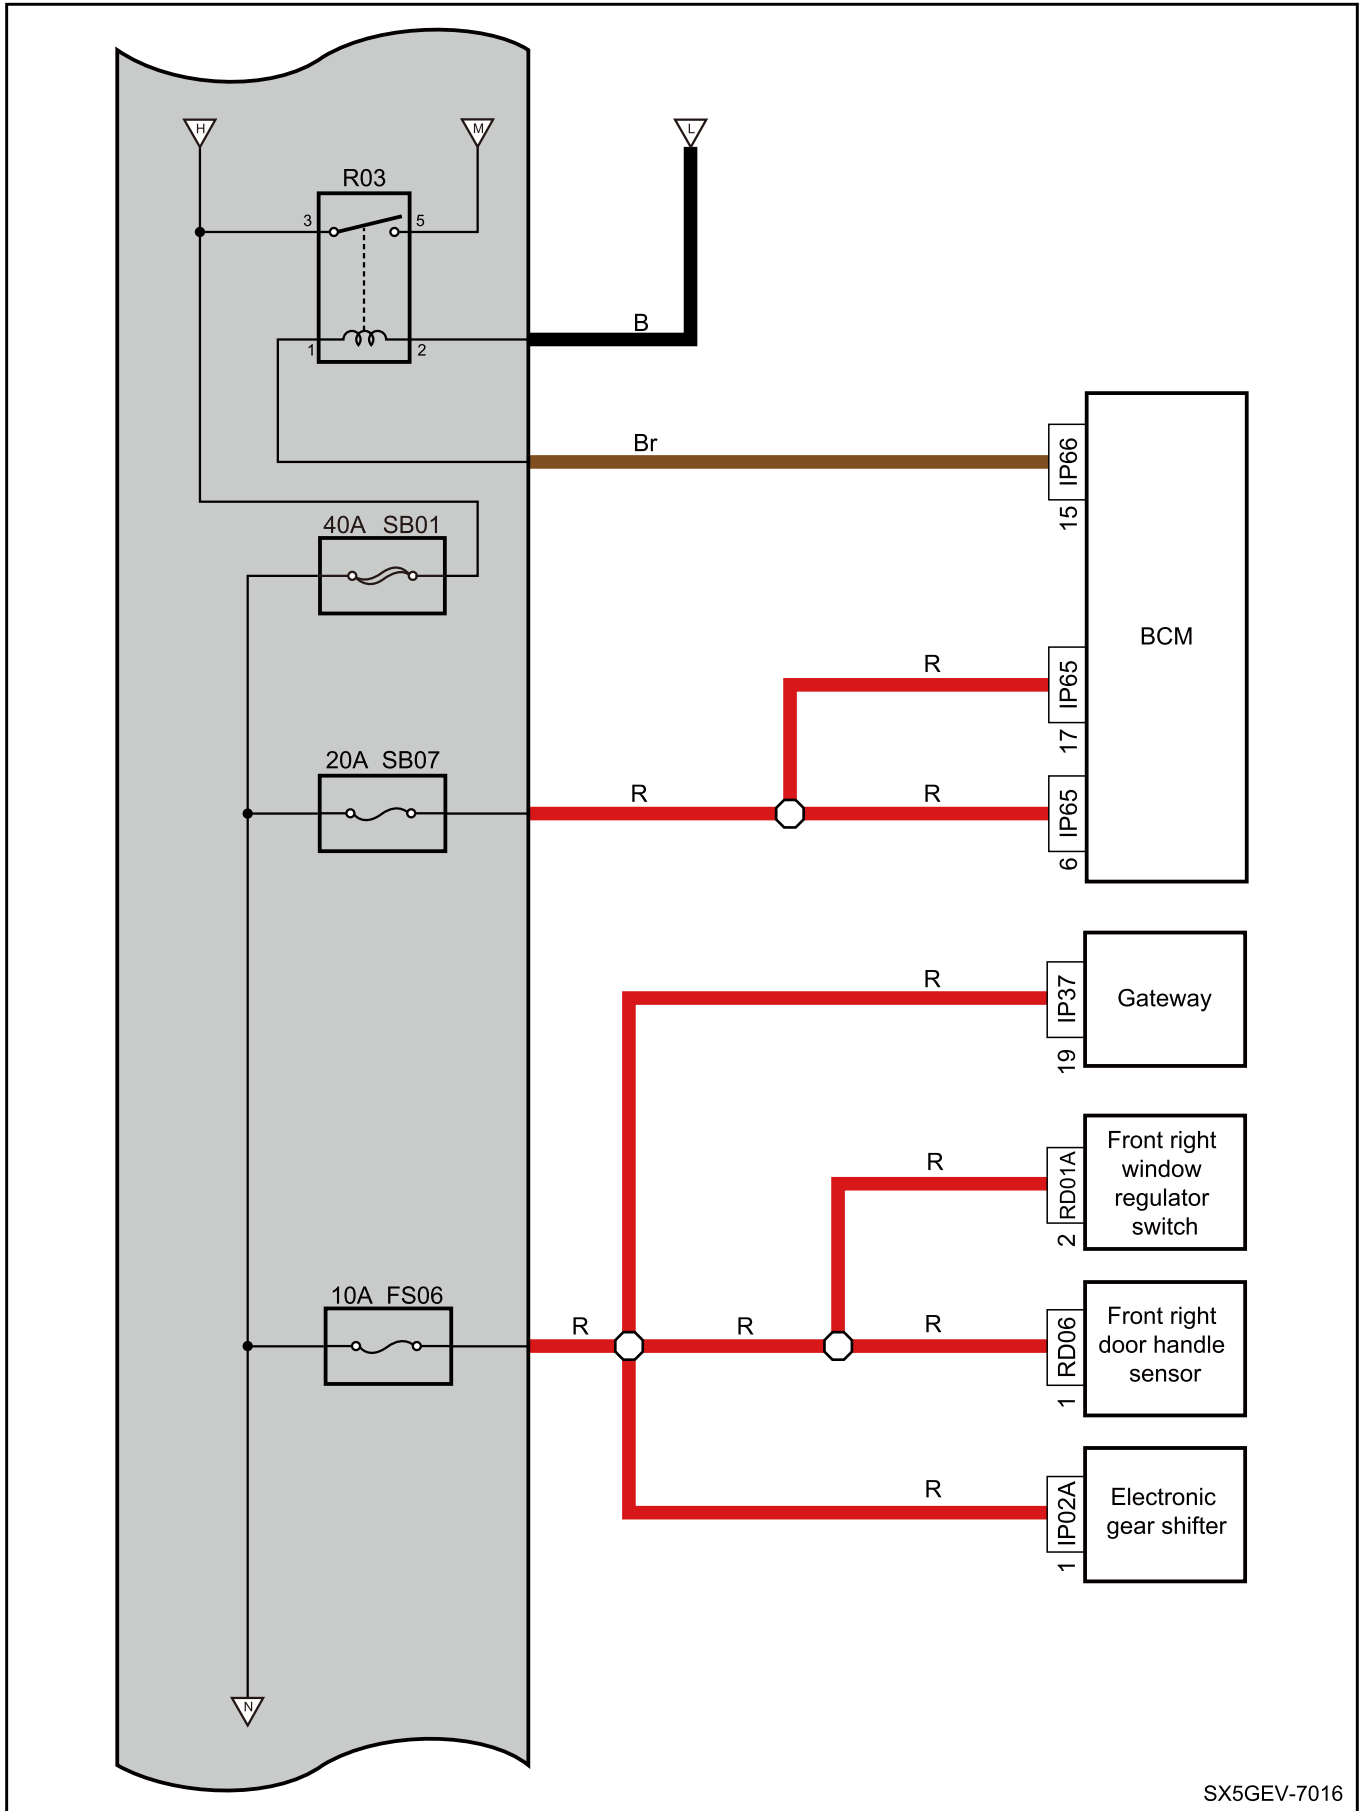 H
M
L
R03
3
5
1
2
B
Br
IP66
15
40A SB01
BCM
R
IP65
17
20A SB07
R
R
IP65
6
R
IP37
19
Gateway
R
RD01A
2
Front right
window
regulator
switch
10A FS06
R
R
R
RD06
1
Front right
door handle
sensor
R
IP02A
1
Electronic
gear shifter
N
SX5GEV-7016